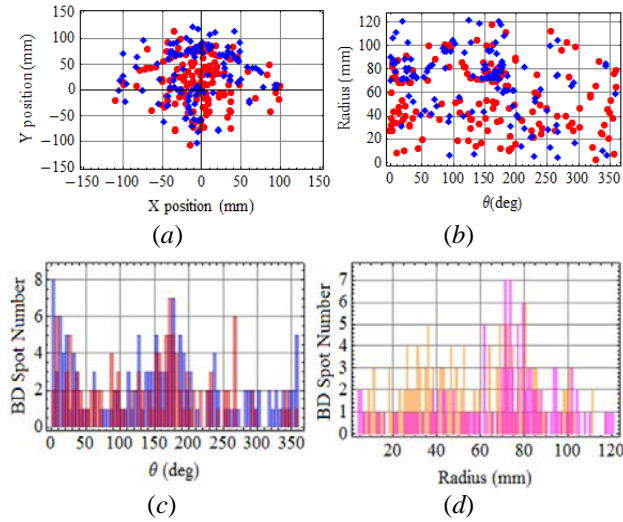 150
100
50
0
−50
−100
−150
Y position (mm)
−150 −100 −50 0 50 100 150
X position (mm)
(a)
120
100
80
60
40
20
0
Radius (mm)
0 50 100 150 200 250 300 350
θ(deg)
(b)
8
6
4
2
0
BD Spot Number
0 50 100 150 200 250 300 350
θ (deg)
(c)
7
6
5
4
3
2
1
0
BD Spot Number
20 40 60 80 100 120
Radius (mm)
(d)